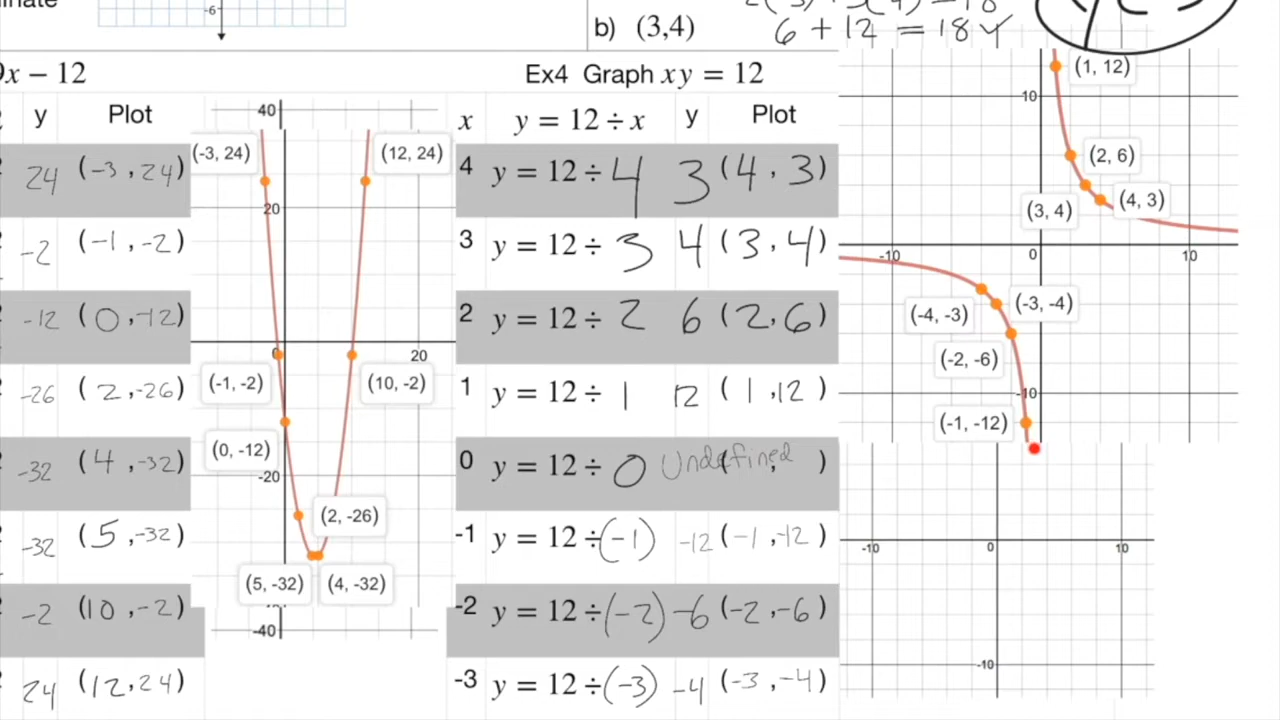 -6
b) (3,4)
6 + 12 = 18 ✓
9x − 12
y Plot
24 (-3, 24)
-2 (-1, -2)
-12 (0, -12)
-26 (2, -26)
-32 (4, -32)
-32 (5, -32)
-2 (10, -2)
24 (12, 24)
40
(-3, 24)
(12, 24)
20
0
20
(-1, -2)
(10, -2)
(0, -12)
-20
(2, -26)
(5, -32)
(4, -32)
-40
Ex4 Graph xy = 12
x y = 12 ÷ x y Plot
4 y = 12 ÷ 4 3 (4, 3)
3 y = 12 ÷ 3 4 (3, 4)
2 y = 12 ÷ 2 6 (2, 6)
1 y = 12 ÷ 1 12 (1, 12)
0 y = 12 ÷ 0 Undefined ( , )
-1 y = 12 ÷ (-1) -12 (-1, -12)
-2 y = 12 ÷ (-2) -6 (-2, -6)
-3 y = 12 ÷ (-3) -4 (-3, -4)
(1, 12)
10
(2, 6)
(4, 3)
(3, 4)
-10 0 10
(-4, -3)
(-3, -4)
(-2, -6)
-10
(-1, -12)
-10 0 10
-10